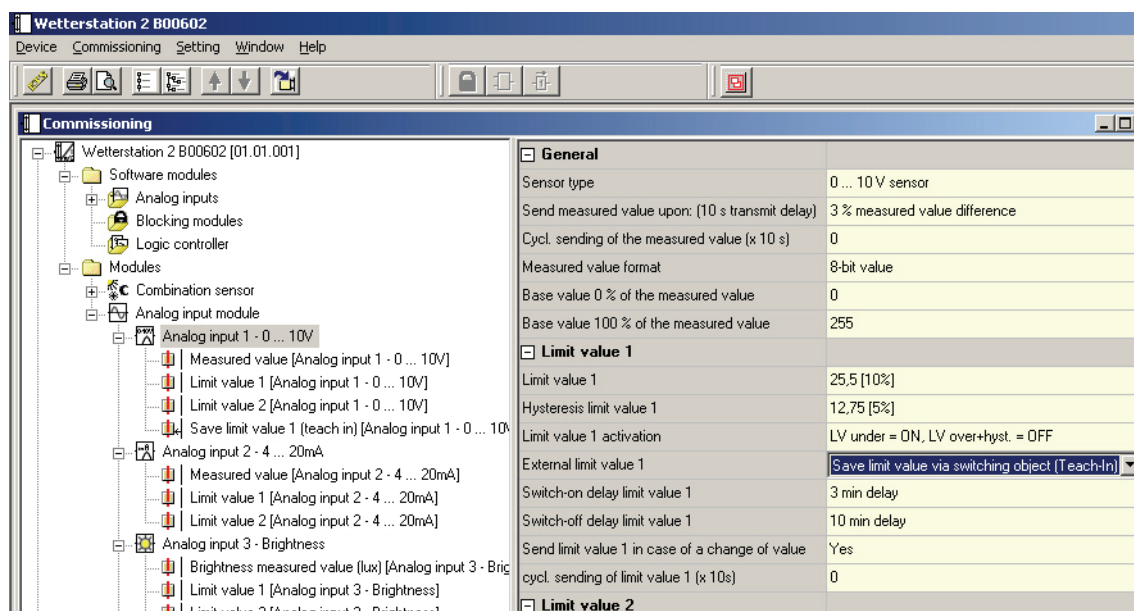 Wetterstation 2 B00602
Device Commissioning Setting Window Help
Commissioning
Wetterstation 2 B00602 [01.01.001]
Software modules
Analog inputs
Blocking modules
Logic controller
Modules
Combination sensor
Analog input module
Analog input 1 - 0 ... 10V
Measured value [Analog input 1 - 0 ... 10V]
Limit value 1 [Analog input 1 - 0 ... 10V]
Limit value 2 [Analog input 1 - 0 ... 10V]
Save limit value 1 (teach in) [Analog input 1 - 0 ... 10V
Analog input 2 - 4 ... 20mA
Measured value [Analog input 2 - 4 ... 20mA]
Limit value 1 [Analog input 2 - 4 ... 20mA]
Limit value 2 [Analog input 2 - 4 ... 20mA]
Analog input 3 - Brightness
Brightness measured value (lux) [Analog input 3 - Brig
Limit value 1 [Analog input 3 - Brightness]
Limit value 2 [Analog input 3 - Brightness]
General
Sensor type 0 ... 10 V sensor
Send measured value upon: (10 s transmit delay) 3 % measured value difference
Cycl. sending of the measured value (x 10 s) 0
Measured value format 8-bit value
Base value 0 % of the measured value 0
Base value 100 % of the measured value 255
Limit value 1
Limit value 1 25,5 [10%]
Hysteresis limit value 1 12,75 [5%]
Limit value 1 activation LV under = ON, LV over+hyst. = OFF
External limit value 1 Save limit value via switching object (Teach-In)
Switch-on delay limit value 1 3 min delay
Switch-off delay limit value 1 10 min delay
Send limit value 1 in case of a change of value Yes
cycl. sending of limit value 1 (x 10s) 0
Limit value 2